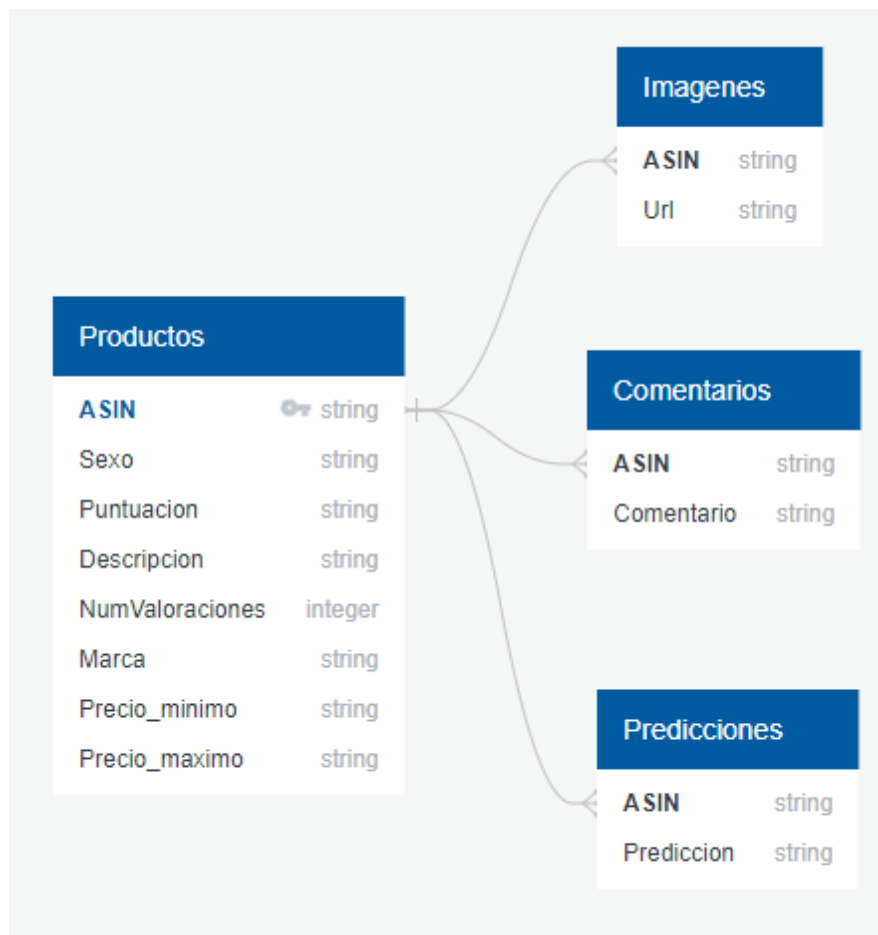 Productos
ASIN string
Sexo string
Puntuacion string
Descripcion string
NumValoraciones integer
Marca string
Precio_minimo string
Precio_maximo string
Imagenes
ASIN string
Url string
Comentarios
ASIN string
Comentario string
Predicciones
ASIN string
Prediccion string